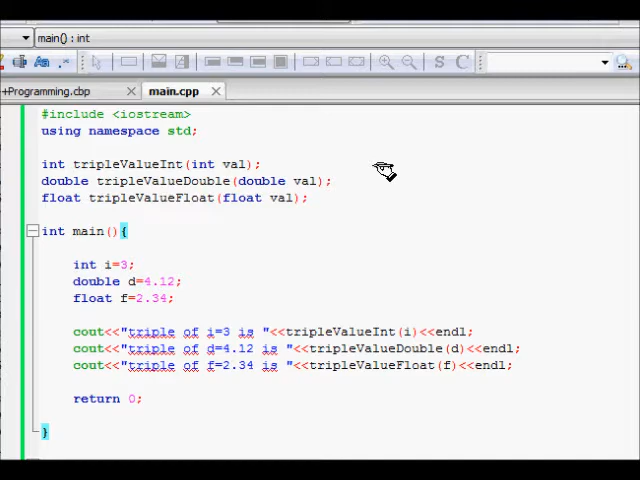 main() : int
S C
+Programming.cbp main.cpp
#include <iostream>
using namespace std;
int tripleValueInt(int val);
double tripleValueDouble(double val);
float tripleValueFloat(float val);
int main(){
int i=3;
double d=4.12;
float f=2.34;
cout<<"triple of i=3 is "<<tripleValueInt(i)<<endl;
cout<<"triple of d=4.12 is "<<tripleValueDouble(d)<<endl;
cout<<"triple of f=2.34 is "<<tripleValueFloat(f)<<endl;
return 0;
}